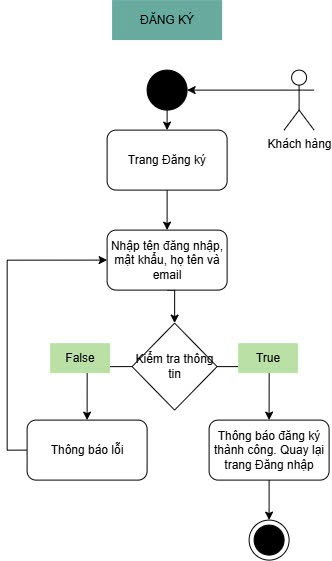 ĐĂNG KÝ
Khách hàng
Trang Đăng ký
Nhập tên đăng nhập,
mật khẩu, họ tên và
email
Kiểm tra thông
tin
False
True
Thông báo lỗi
Thông báo đăng ký
thành công. Quay lại
trang Đăng nhập